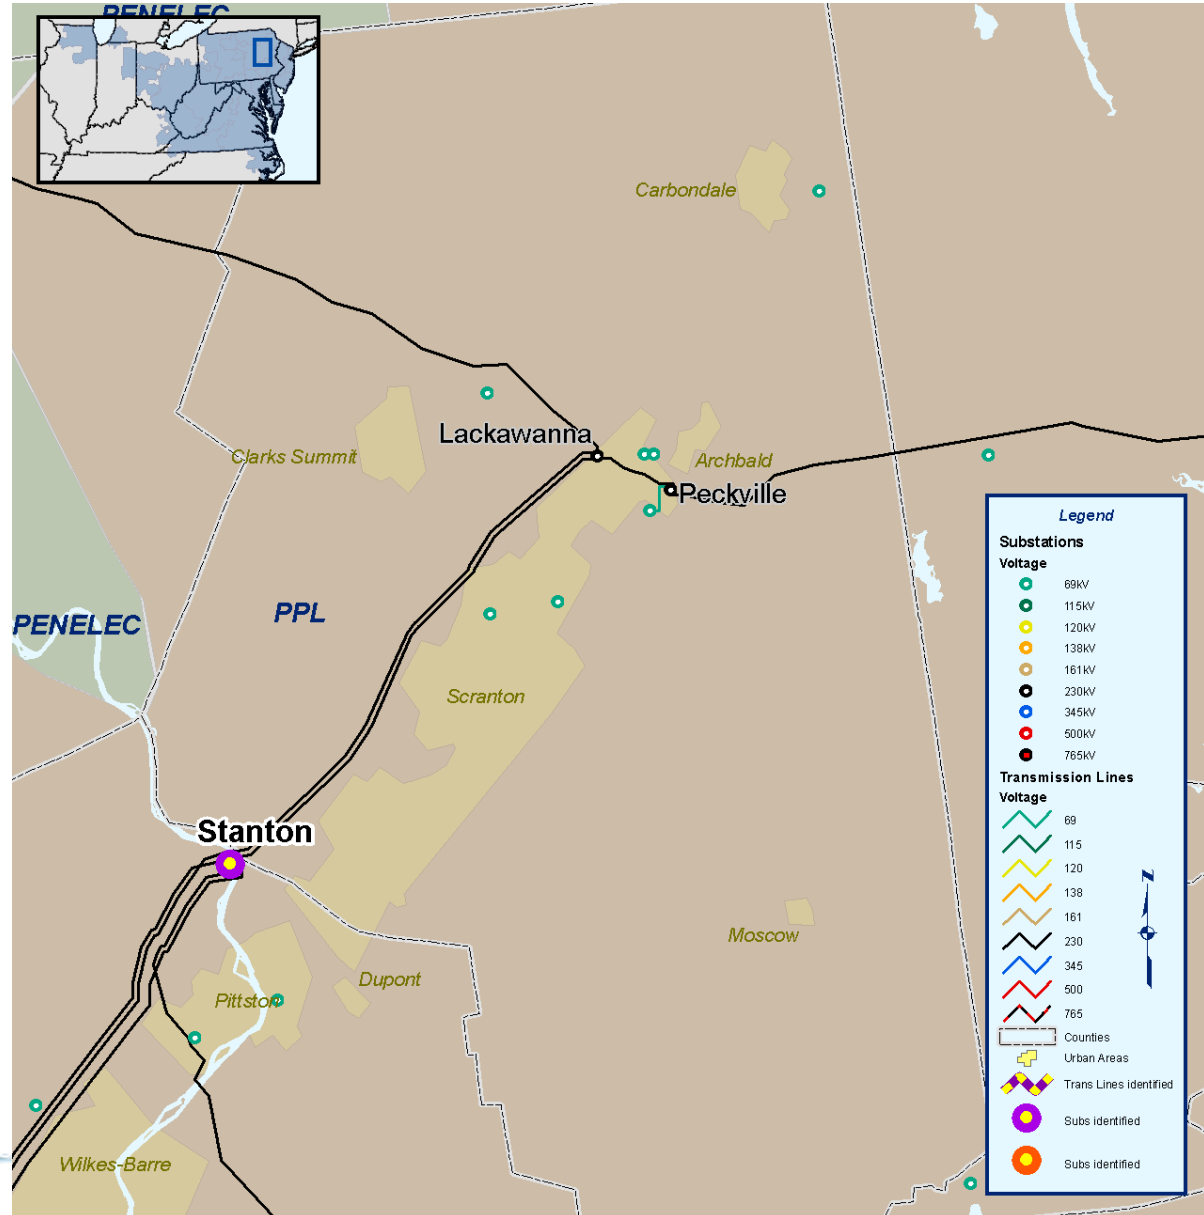 PENELEC
Carbondale
Lackawanna
Clarks Summit
Archbald
Peckville
PENELEC
PPL
Scranton
Stanton
Moscow
Dupont
Pittston
Wilkes-Barre
Legend
Substations
Voltage
69kV
115kV
120kV
138kV
161kV
230kV
345kV
500kV
765kV
Transmission Lines
Voltage
69
115
120
138
161
230
345
500
765
Counties
Urban Areas
Trans Lines identified
Subs identified
Subs identified
N